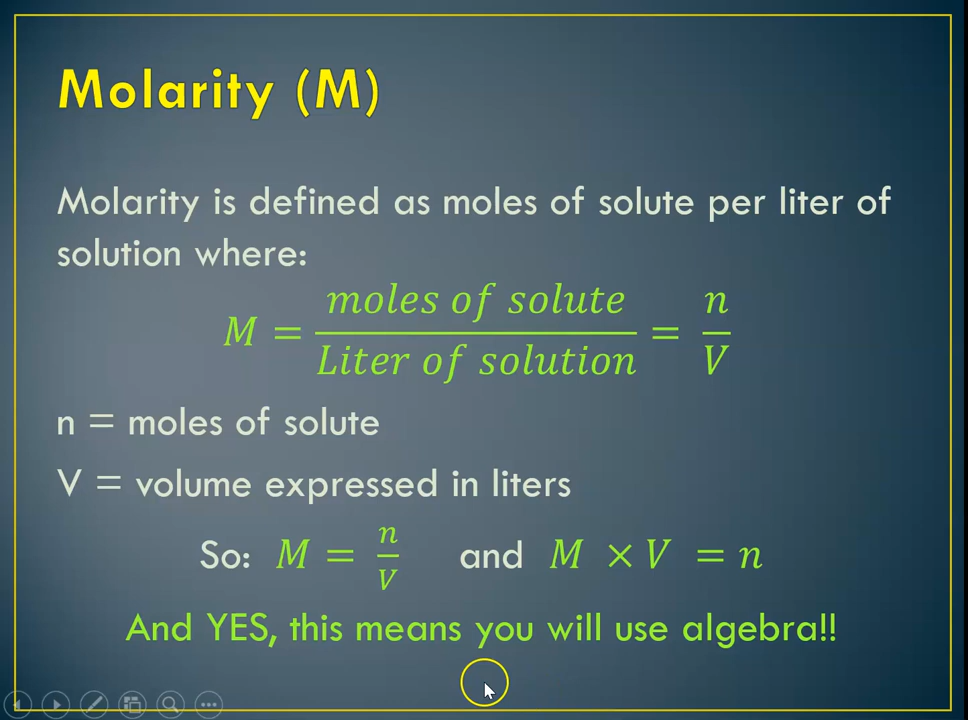 Molarity (M)
Molarity is defined as moles of solute per liter of
solution where:
M = moles of solute / Liter of solution = n / V
n = moles of solute
V = volume expressed in liters
So: M = n / V and M × V = n
And YES, this means you will use algebra!!